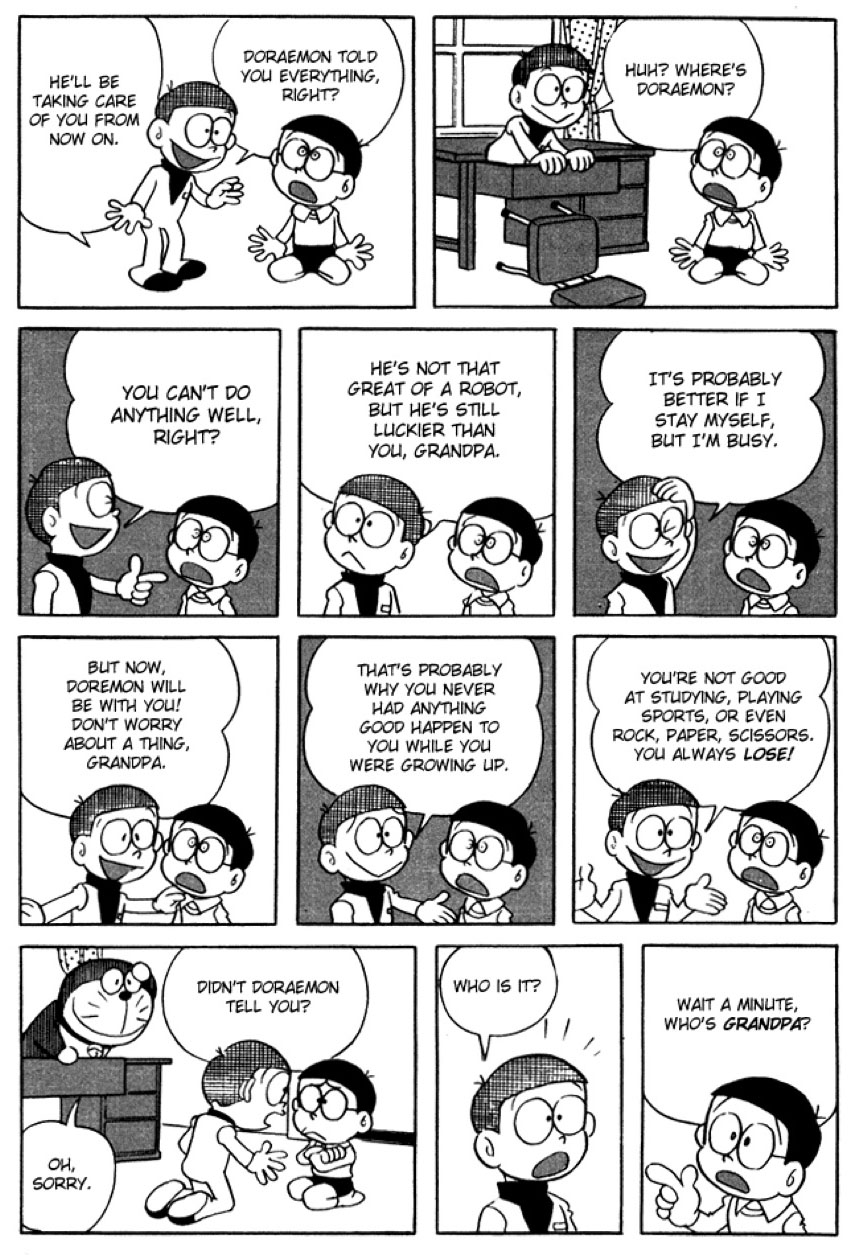 HUH? WHERE'S
DORAEMON?
DORAEMON TOLD
YOU EVERYTHING,
RIGHT?
HE'LL BE
TAKING CARE
OF YOU FROM
NOW ON.
IT'S PROBABLY
BETTER IF I
STAY MYSELF,
BUT I'M BUSY.
HE'S NOT THAT
GREAT OF A ROBOT,
BUT HE'S STILL
LUCKIER THAN
YOU, GRANDPA.
YOU CAN'T DO
ANYTHING WELL,
RIGHT?
YOU'RE NOT GOOD
AT STUDYING, PLAYING
SPORTS, OR EVEN
ROCK, PAPER, SCISSORS.
YOU ALWAYS LOSE!
THAT'S PROBABLY
WHY YOU NEVER
HAD ANYTHING
GOOD HAPPEN TO
YOU WHILE YOU
WERE GROWING UP.
BUT NOW,
DOREMON WILL
BE WITH YOU!
DON'T WORRY
ABOUT A THING,
GRANDPA.
WAIT A MINUTE,
WHO'S GRANDPA?
WHO IS IT?
DIDN'T DORAEMON
TELL YOU?
OH,
SORRY.